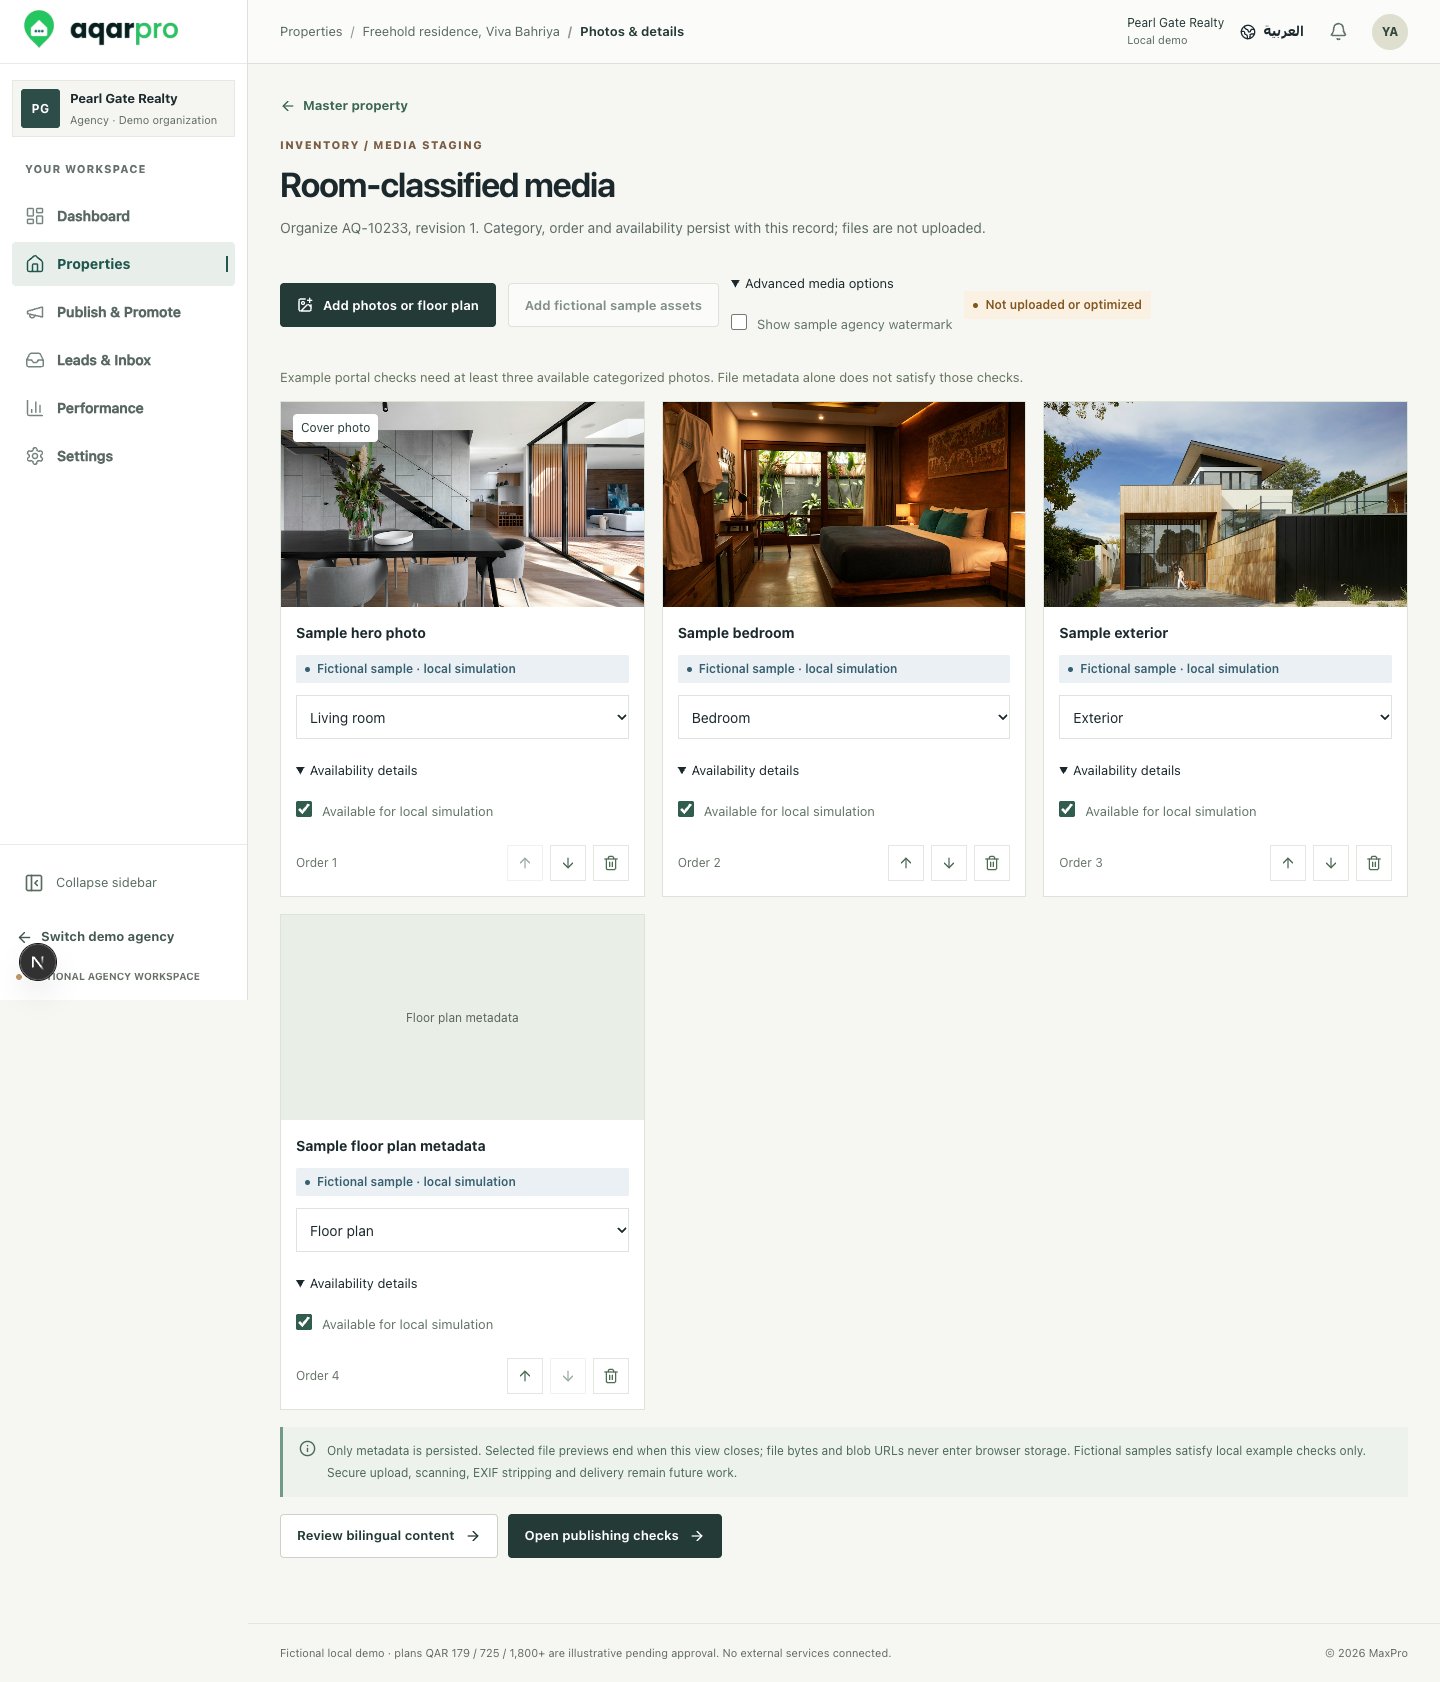 aqarpro
Properties / Freehold residence, Viva Bahriya / Photos & details
Pearl Gate Realty
Local demo
العربية
YA
PG
Pearl Gate Realty
Agency · Demo organization
YOUR WORKSPACE
Dashboard
Properties
Publish & Promote
Leads & Inbox
Performance
Settings
Collapse sidebar
Switch demo agency
N
IONAL AGENCY WORKSPACE
Master property
INVENTORY / MEDIA STAGING
Room-classified media
Organize AQ-10233, revision 1. Category, order and availability persist with this record; files are not uploaded.
Add photos or floor plan
Add fictional sample assets
Advanced media options
Show sample agency watermark
Not uploaded or optimized
Example portal checks need at least three available categorized photos. File metadata alone does not satisfy those checks.
Cover photo
Sample hero photo
Fictional sample · local simulation
Living room
Availability details
Available for local simulation
Order 1
Sample bedroom
Fictional sample · local simulation
Bedroom
Availability details
Available for local simulation
Order 2
Sample exterior
Fictional sample · local simulation
Exterior
Availability details
Available for local simulation
Order 3
Floor plan metadata
Sample floor plan metadata
Fictional sample · local simulation
Floor plan
Availability details
Available for local simulation
Order 4
Only metadata is persisted. Selected file previews end when this view closes; file bytes and blob URLs never enter browser storage. Fictional samples satisfy local example checks only.
Secure upload, scanning, EXIF stripping and delivery remain future work.
Review bilingual content
Open publishing checks
Fictional local demo · plans QAR 179 / 725 / 1,800+ are illustrative pending approval. No external services connected.
© 2026 MaxPro